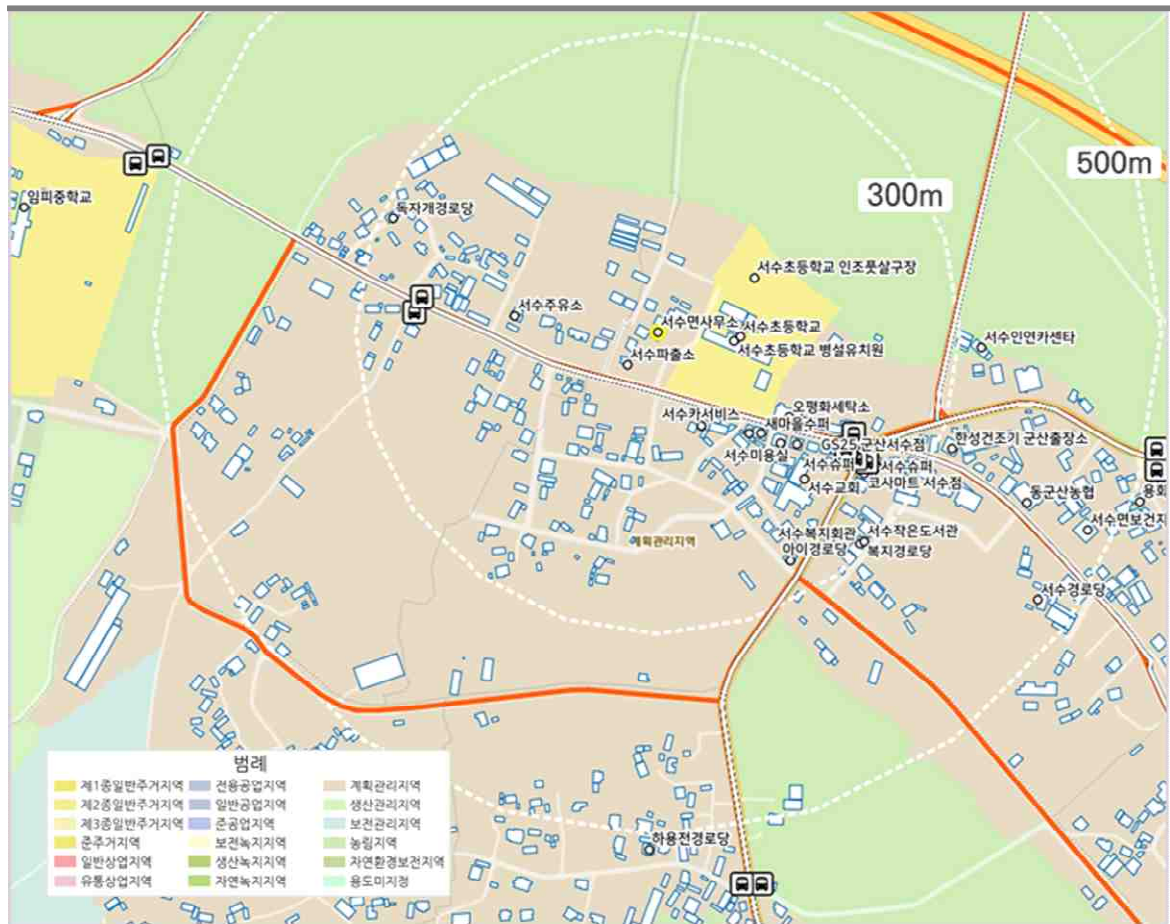 500m
300m
임피중학교
독자개경로당
서수초등학교 인조풋살구장
서수주유소
서수면사무소
서수초등학교
서수초등학교 병설유치원
서수파출소
서수인연카센타
오평화세탁소
서수카서비스
새마을수퍼
GS25 군산서수점
한성건조기 군산출장소
서수미용실
서수슈퍼
서수슈퍼
코사마트 서수점
서수교회
동군산농협
용화
서수면보건지
서수복지회관
아이경로당
서수작은도서관
복지경로당
계획관리지역
서수경로당
하용전경로당
범례
제1종일반주거지역 전용공업지역 계획관리지역
제2종일반주거지역 일반공업지역 생산관리지역
제3종일반주거지역 준공업지역 보전관리지역
준주거지역 보전녹지지역 농림지역
일반상업지역 생산녹지지역 자연환경보전지역
유통상업지역 자연녹지지역 용도미지정